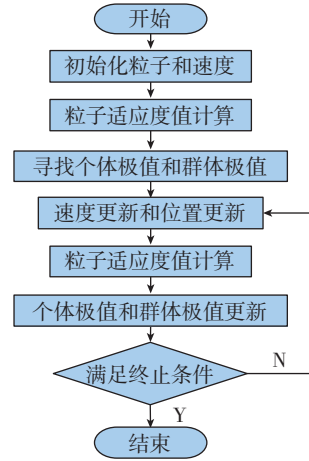 开始
初始化粒子和速度
粒子适应度值计算
寻找个体极值和群体极值
速度更新和位置更新
粒子适应度值计算
个体极值和群体极值更新
满足终止条件
N
Y
结束